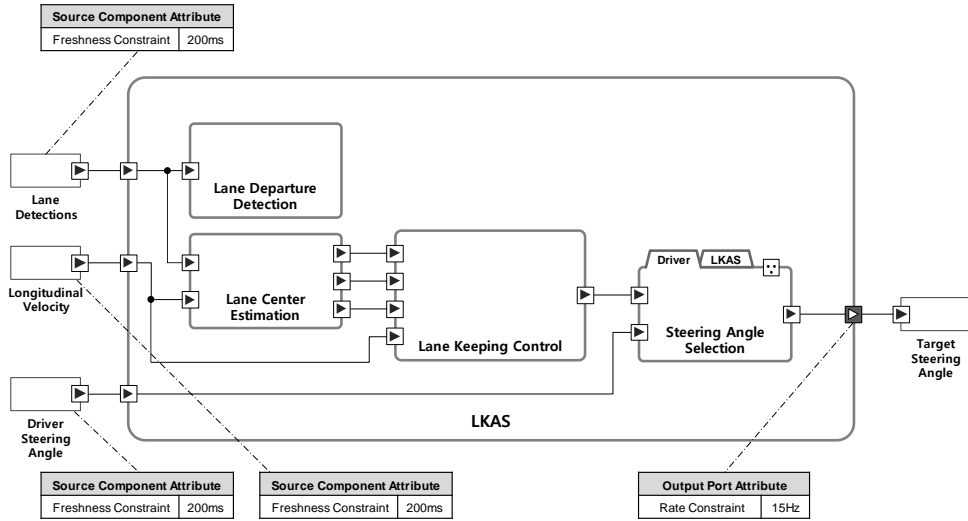 Source Component Attribute
Freshness Constraint 200ms
Lane
Detections
Lane Departure
Detection
Longitudinal
Velocity
Lane Center
Estimation
Lane Keeping Control
Driver LKAS
Steering Angle
Selection
Target
Steering
Angle
Driver
Steering
Angle
LKAS
Source Component Attribute
Freshness Constraint 200ms
Source Component Attribute
Freshness Constraint 200ms
Output Port Attribute
Rate Constraint 15Hz